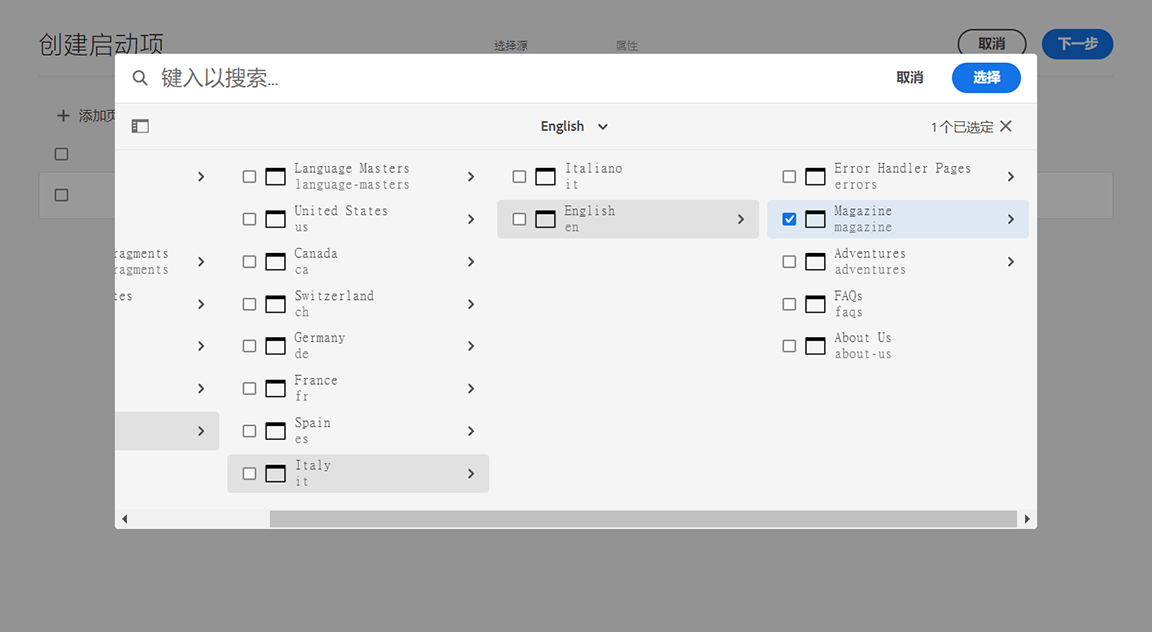 创建启动项
选择源
属性
取消
下一步
键入以搜索...
取消
选择
添加
English
1 个已选定
ragments
ragments
tes
Language Masters
language-masters
United States
us
Canada
ca
Switzerland
ch
Germany
de
France
fr
Spain
es
Italy
it
Italiano
it
English
en
Error Handler Pages
errors
Magazine
magazine
Adventures
adventures
FAQs
faqs
About Us
about-us